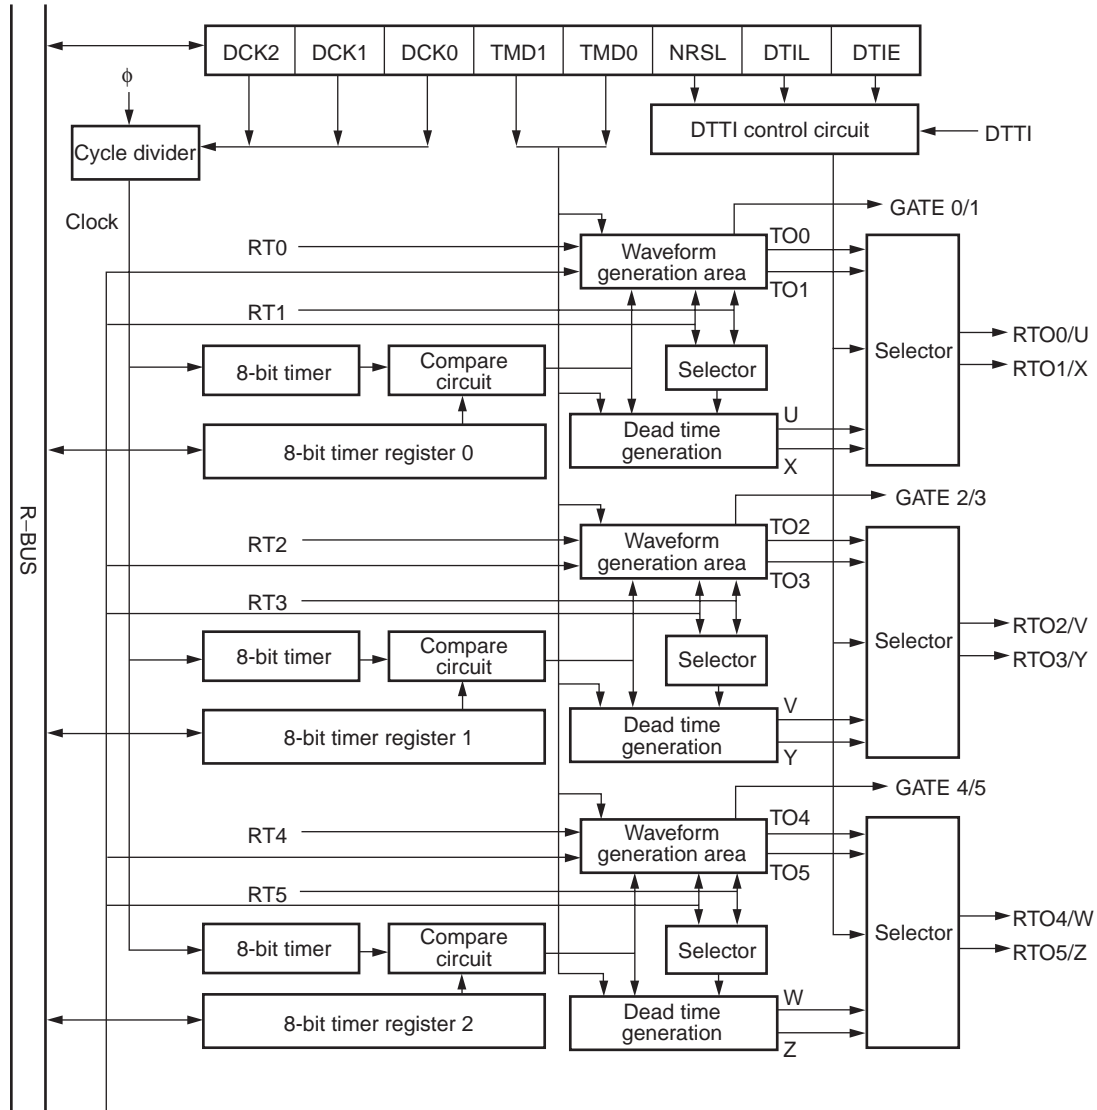 DCK2 DCK1 DCK0 TMD1 TMD0 NRSL DTIL DTIE
ϕ
DTTI control circuit
DTTI
Cycle divider
Clock
GATE 0/1
RT0
Waveform
generation area
TO0
TO1
RT1
Selector
RTO0/U
RTO1/X
8-bit timer
Compare
circuit
Selector
8-bit timer register 0
Dead time
generation
U
X
R–BUS
GATE 2/3
RT2
Waveform
generation area
TO2
TO3
RT3
Selector
RTO2/V
RTO3/Y
8-bit timer
Compare
circuit
Selector
8-bit timer register 1
Dead time
generation
V
Y
GATE 4/5
RT4
Waveform
generation area
TO4
TO5
RT5
Selector
RTO4/W
RTO5/Z
8-bit timer
Compare
circuit
Selector
8-bit timer register 2
Dead time
generation
W
Z